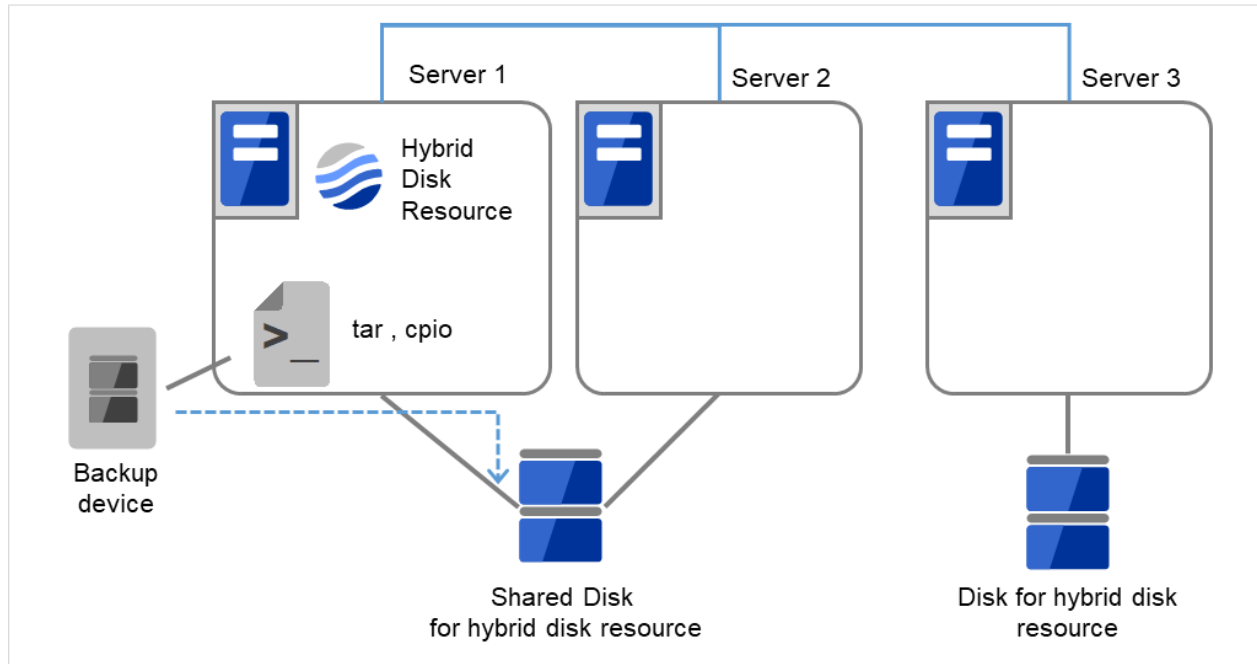 Server 1
Server 2
Server 3
Hybrid
Disk
Resource
>_
tar , cpio
Backup
device
Shared Disk
for hybrid disk resource
Disk for hybrid disk
resource